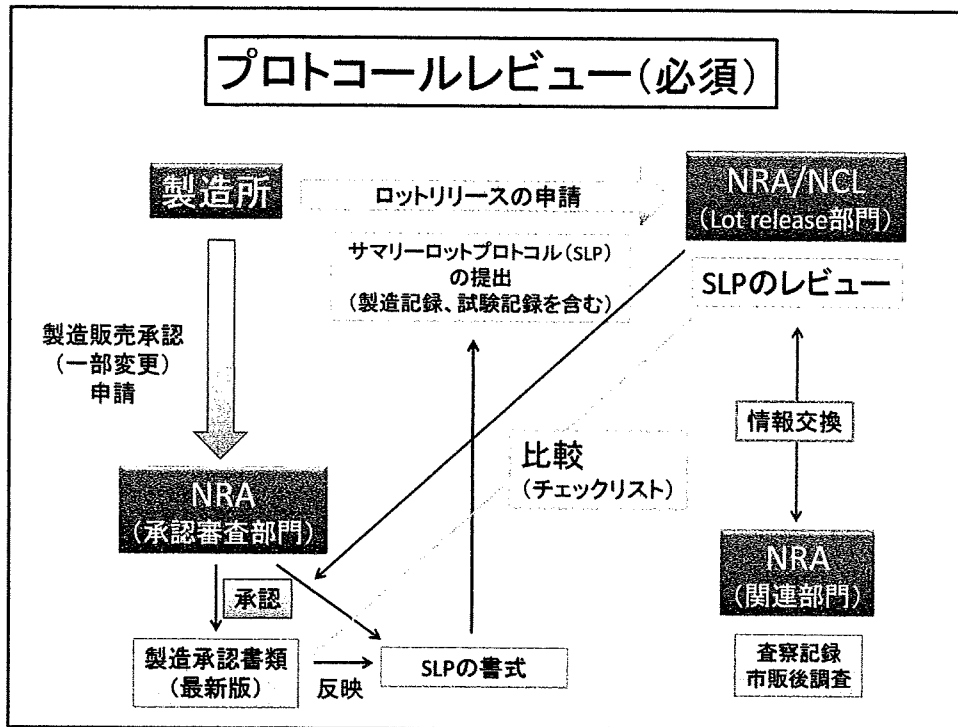 プロトコールレビュー(必須)
製造所
ロットリリースの申請
NRA/NCL
(Lot release部門)
サマリーロットプロトコル(SLP)
の提出
(製造記録、試験記録を含む)
SLPのレビュー
製造販売承認
(一部変更)
申請
情報交換
比較
(チェックリスト)
NRA
(承認審査部門)
NRA
(関連部門)
承認
製造承認書類
(最新版)
反映
SLPの書式
査察記録
市販後調査